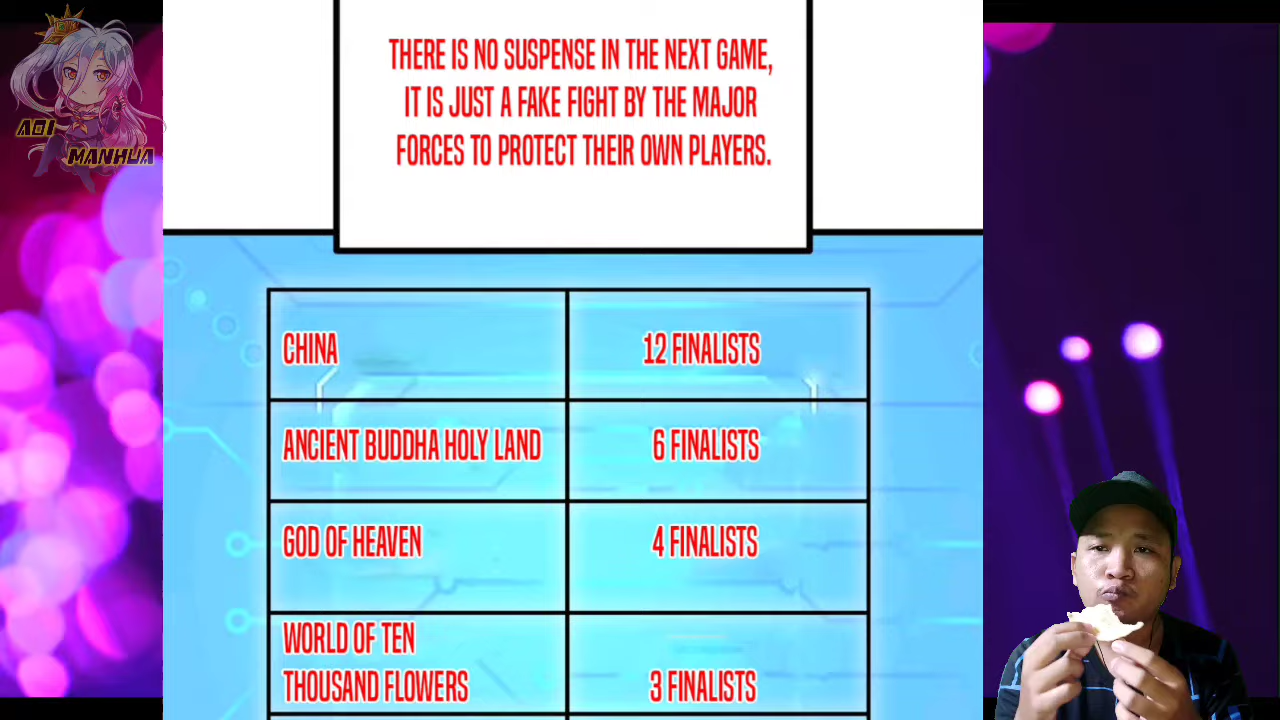 THERE IS NO SUSPENSE IN THE NEXT GAME,
IT IS JUST A FAKE FIGHT BY THE MAJOR
FORCES TO PROTECT THEIR OWN PLAYERS.
AOI
MANHUA
CHINA 12 FINALISTS
ANCIENT BUDDHA HOLY LAND 6 FINALISTS
GOD OF HEAVEN 4 FINALISTS
WORLD OF TEN
THOUSAND FLOWERS 3 FINALISTS